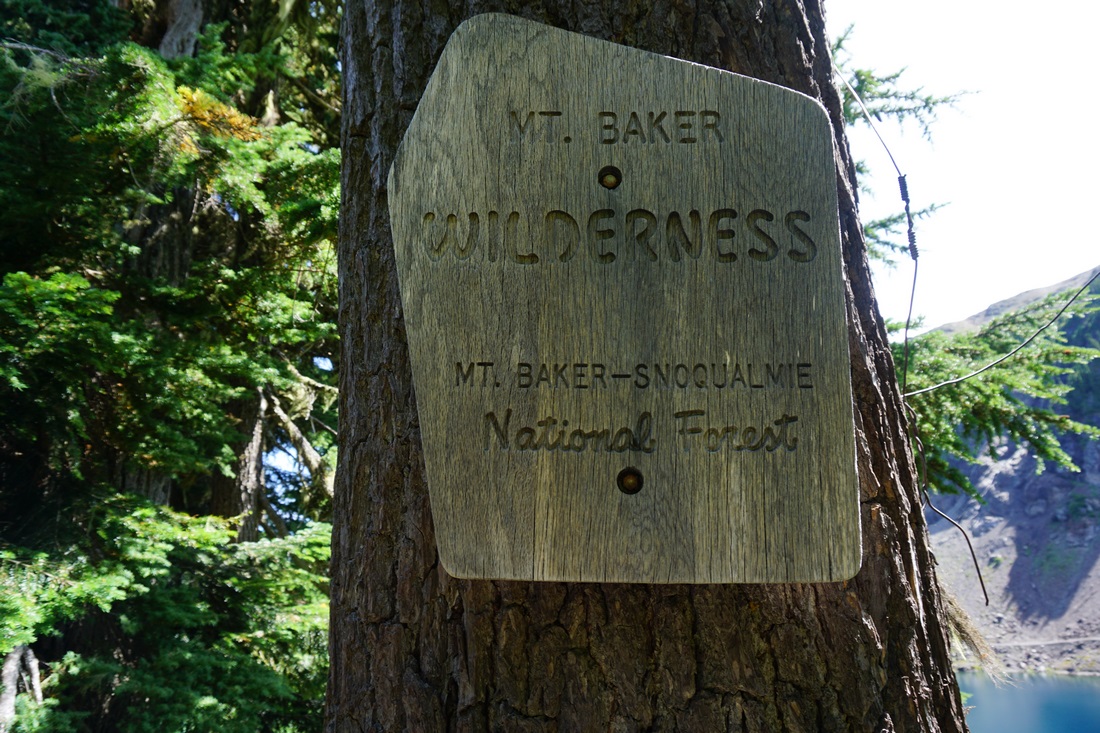 MT. BAKER
WILDERNESS
MT. BAKER-SNOQUALMIE
National Forest